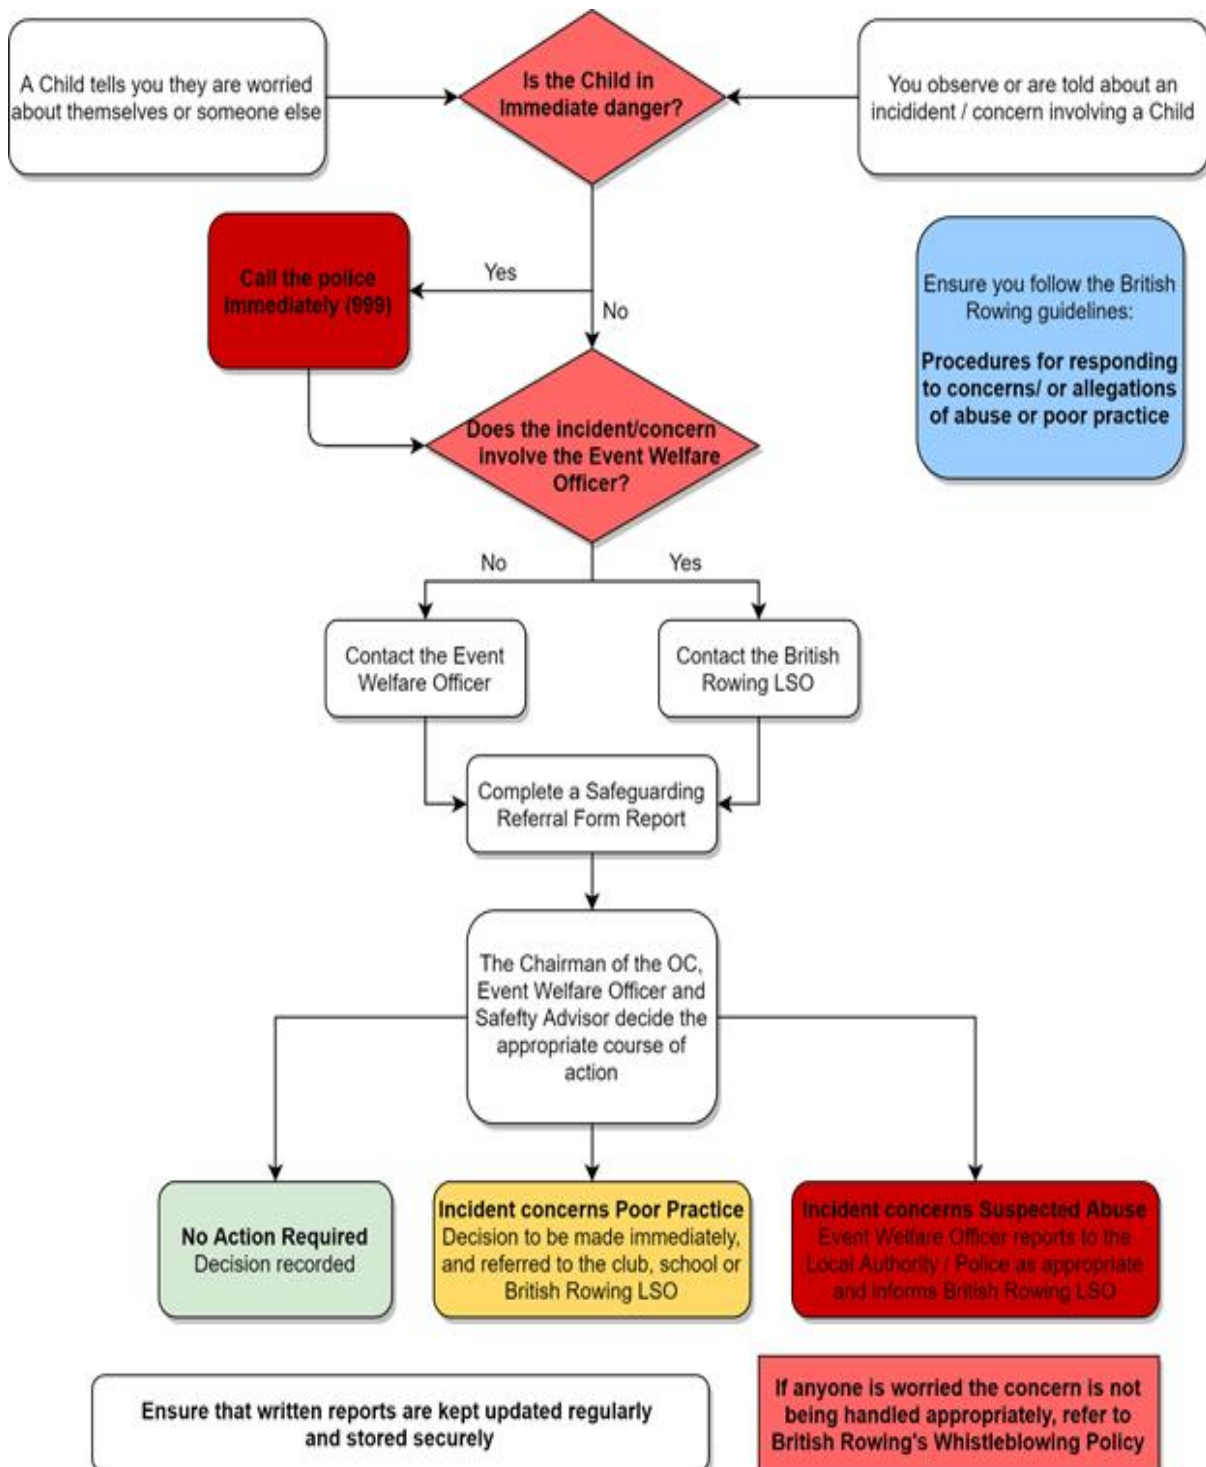 A Child tells you they are worried
about themselves or someone else
Is the Child in
Immediate danger?
You observe or are told about an
incidident / concern involving a Child
Call the police
immediately (999)
Yes
No
Ensure you follow the British
Rowing guidelines:
Procedures for responding
to concerns/ or allegations
of abuse or poor practice
Does the incident/concern
involve the Event Welfare
Officer?
No
Yes
Contact the Event
Welfare Officer
Contact the British
Rowing LSO
Complete a Safeguarding
Referral Form Report
The Chairman of the OC,
Event Welfare Officer and
Safefty Advisor decide the
appropriate course of
action
No Action Required
Decision recorded
Incident concerns Poor Practice
Decision to be made immediately,
and referred to the club, school or
British Rowing LSO
Incident concerns Suspected Abuse
Event Welfare Officer reports to the
Local Authority / Police as appropriate
and informs British Rowing LSO
Ensure that written reports are kept updated regularly
and stored securely
If anyone is worried the concern is not
being handled appropriately, refer to
British Rowing's Whistleblowing Policy